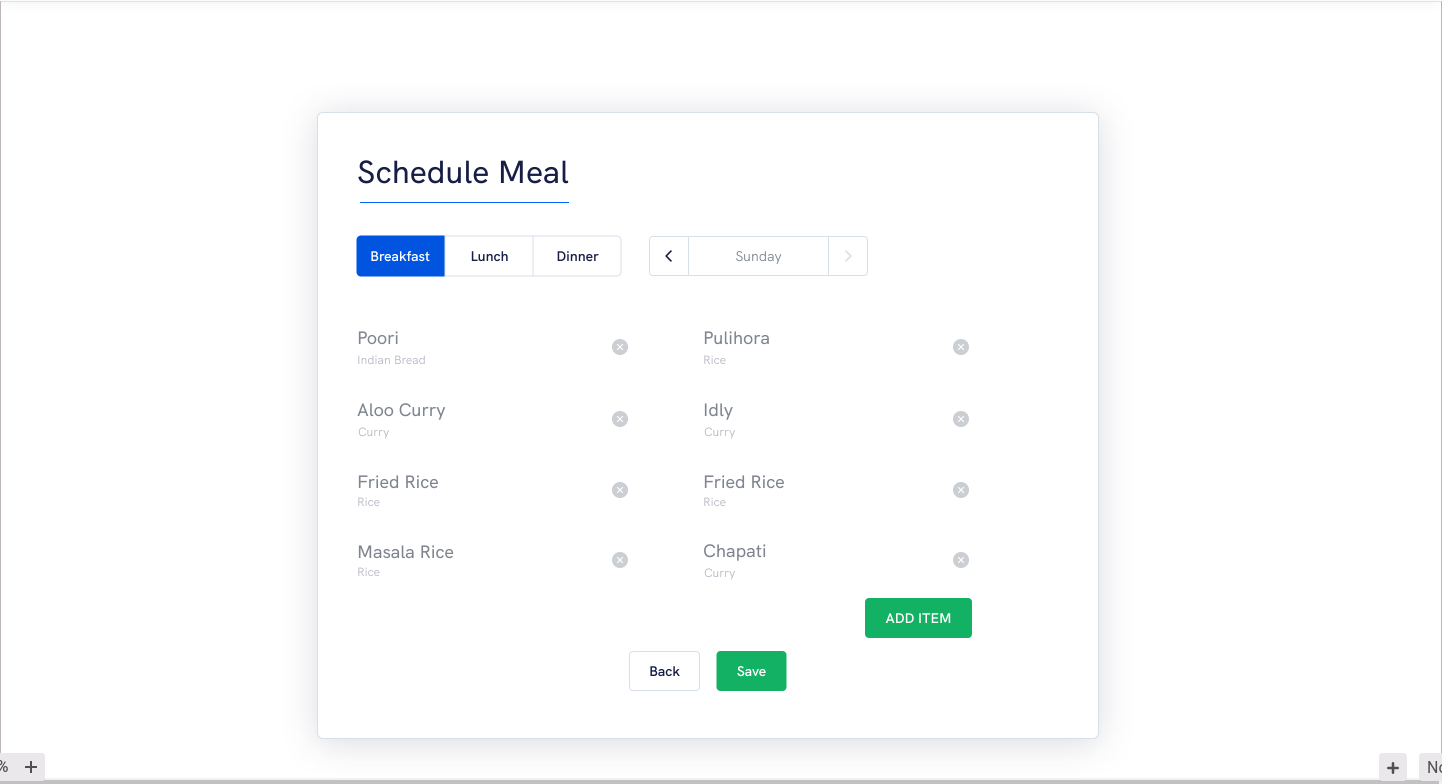 Schedule Meal
Breakfast Lunch Dinner Sunday
Poori Pulihora
Indian Bread Rice
Aloo Curry Idly
Curry Curry
Fried Rice Fried Rice
Rice Rice
Masala Rice Chapati
Rice Curry
ADD ITEM
Back Save
% +
+